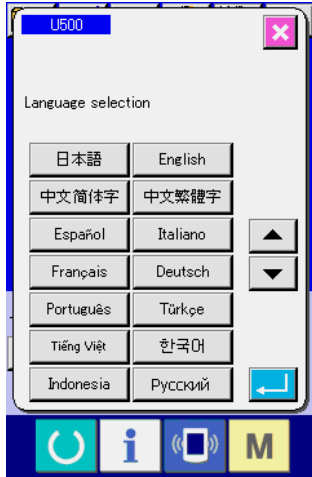 U500
Language selection
日本語 English
中文简体字 中文繁體字
Español Italiano
Français Deutsch
Português Türkçe
Tiếng Việt 한국어
Indonesia Русский
i M